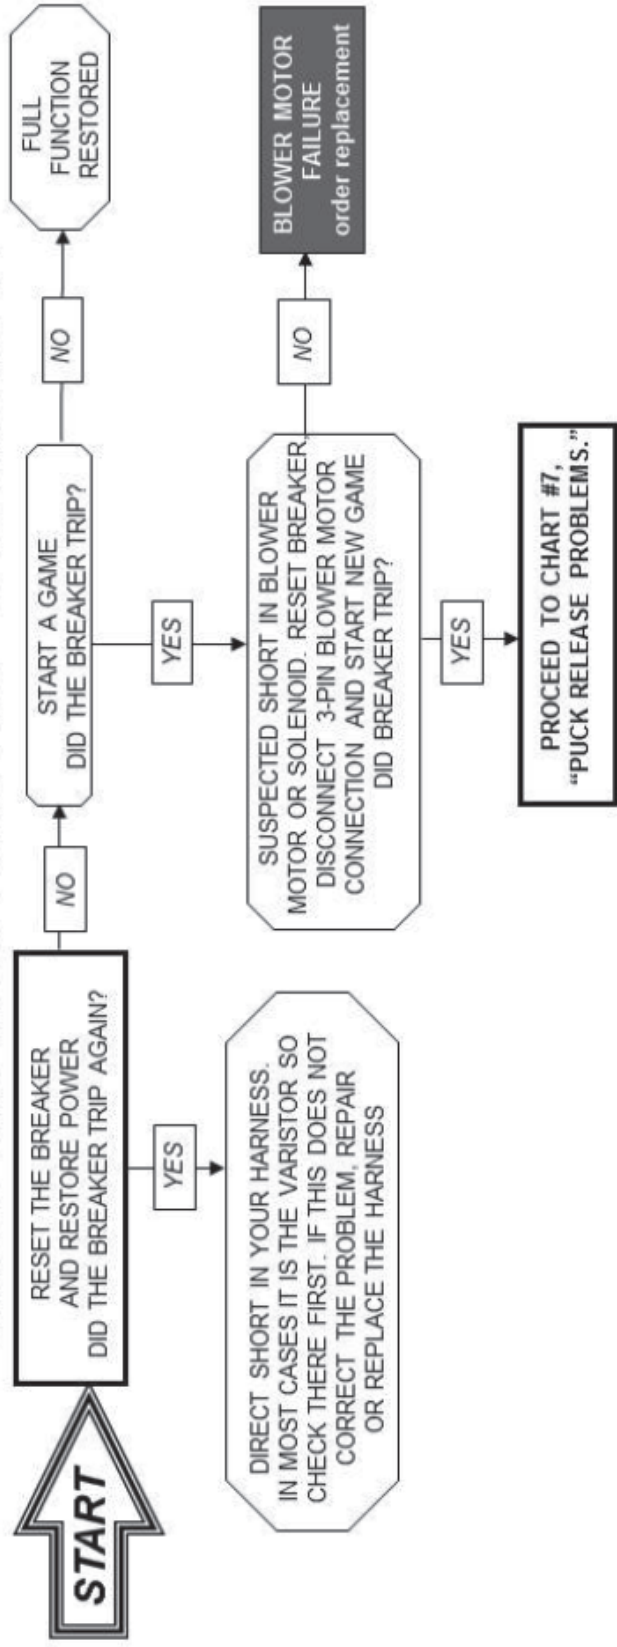 START
RESET THE BREAKER
AND RESTORE POWER
DID THE BREAKER TRIP AGAIN?
NO
START A GAME
DID THE BREAKER TRIP?
NO
FULL
FUNCTION
RESTORED
YES
DIRECT SHORT IN YOUR HARNESS.
IN MOST CASES IT IS THE VARISTOR SO
CHECK THERE FIRST. IF THIS DOES NOT
CORRECT THE PROBLEM, REPAIR
OR REPLACE THE HARNESS
YES
SUSPECTED SHORT IN BLOWER
MOTOR OR SOLENOID. RESET BREAKER,
DISCONNECT 3-PIN BLOWER MOTOR
CONNECTION AND START NEW GAME
DID BREAKER TRIP?
NO
BLOWER MOTOR
FAILURE
order replacement
YES
PROCEED TO CHART #7,
“PUCK RELEASE PROBLEMS.”